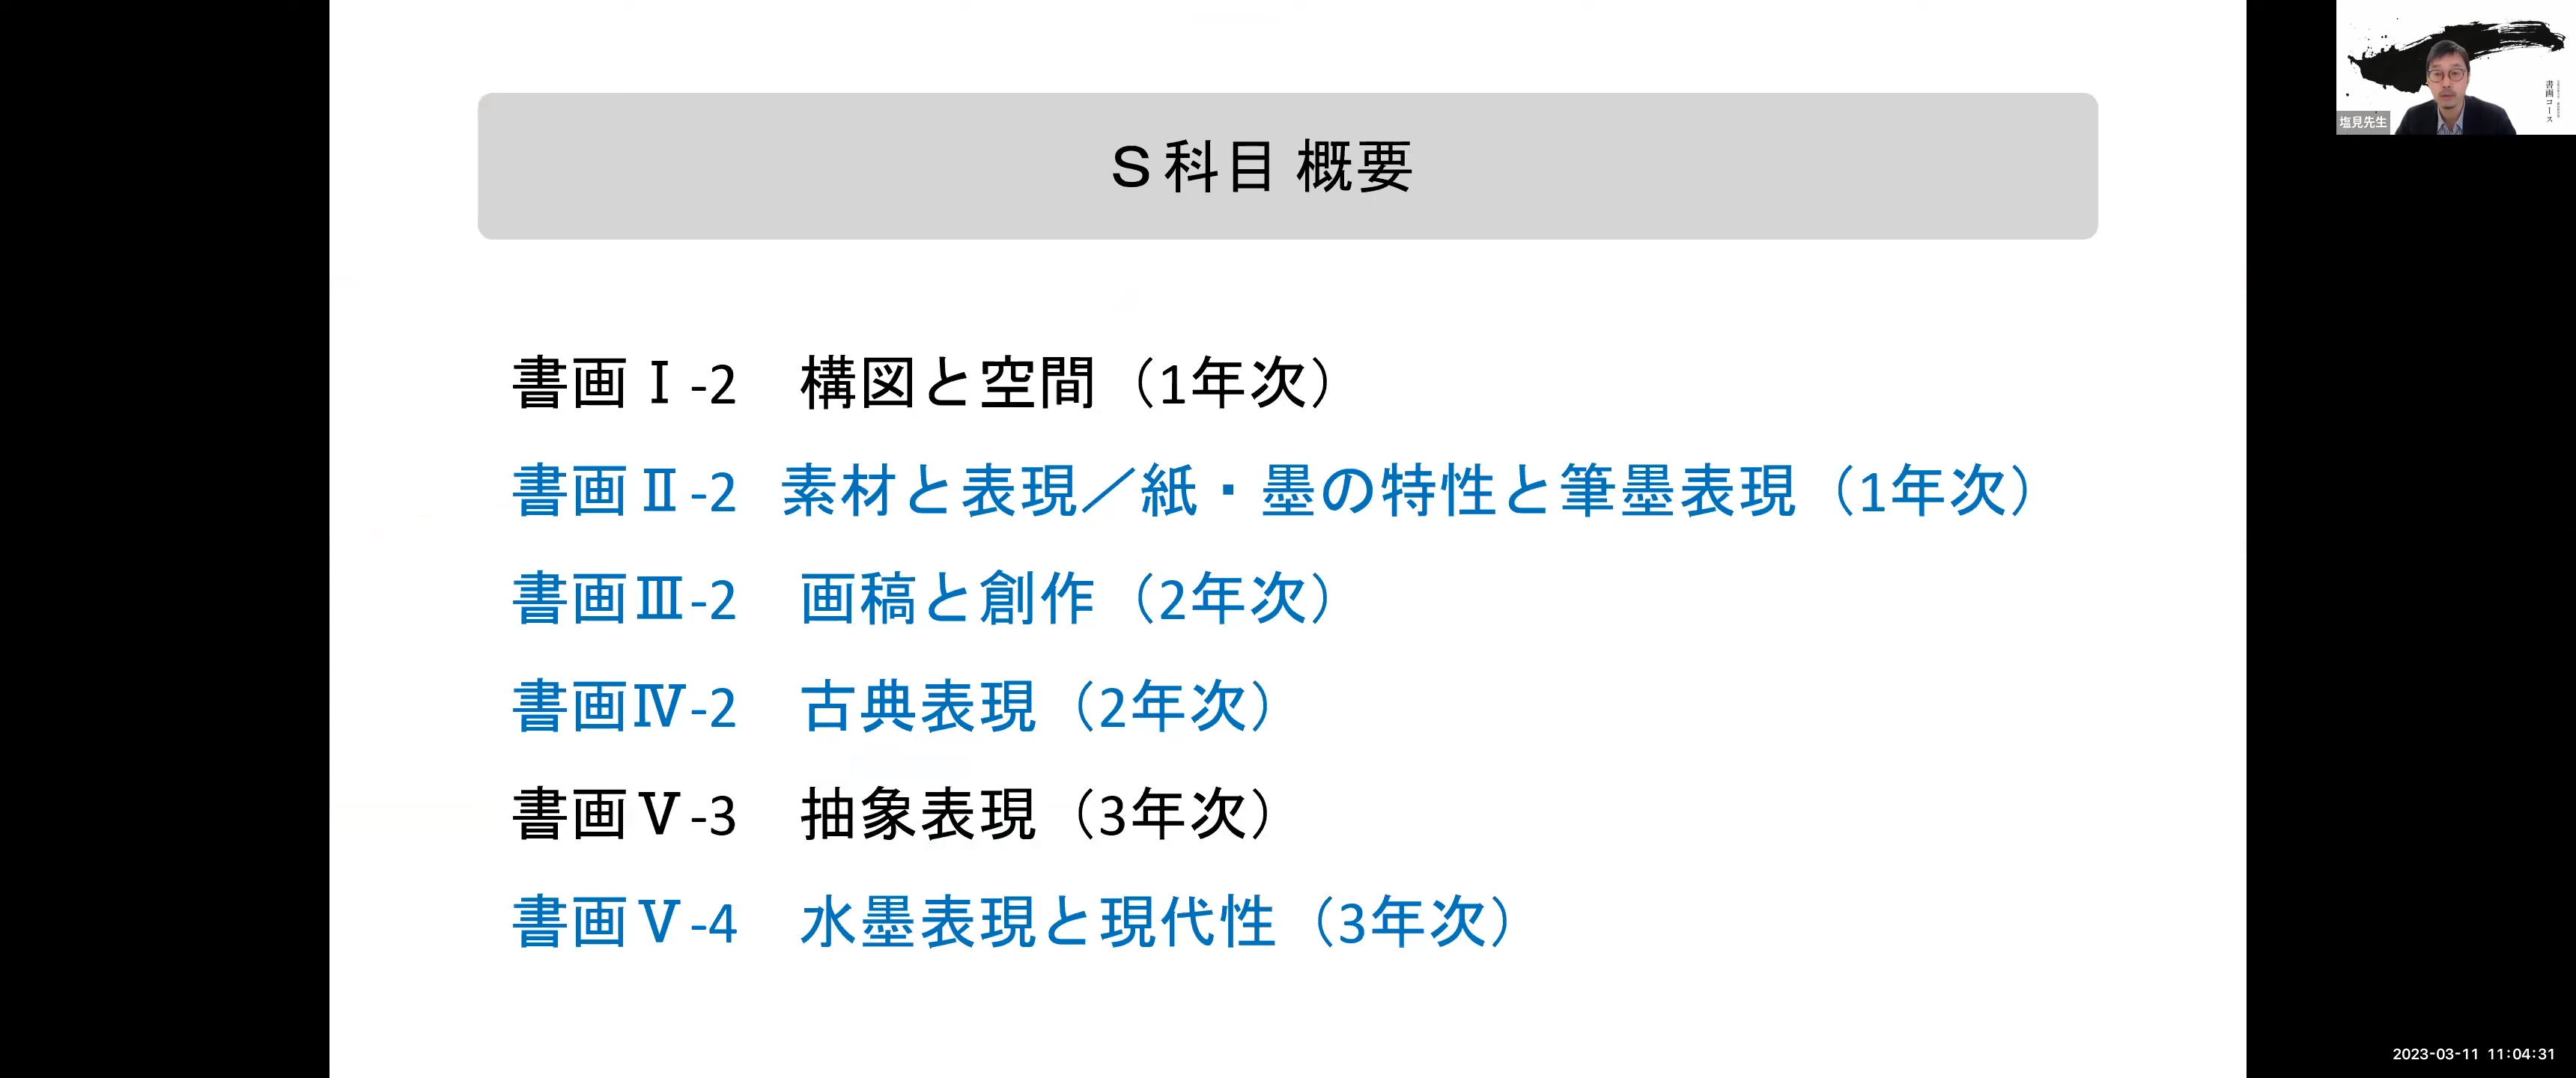 S科目 概要
書画Ⅰ-2　構図と空間（1年次）
書画Ⅱ-2　素材と表現／紙・墨の特性と筆墨表現（1年次）
書画Ⅲ-2　画稿と創作（2年次）
書画Ⅳ-2　古典表現（2年次）
書画Ⅴ-3　抽象表現（3年次）
書画Ⅴ-4　水墨表現と現代性（3年次）
書画コース
塩見先生
2023-03-11 11:04:31